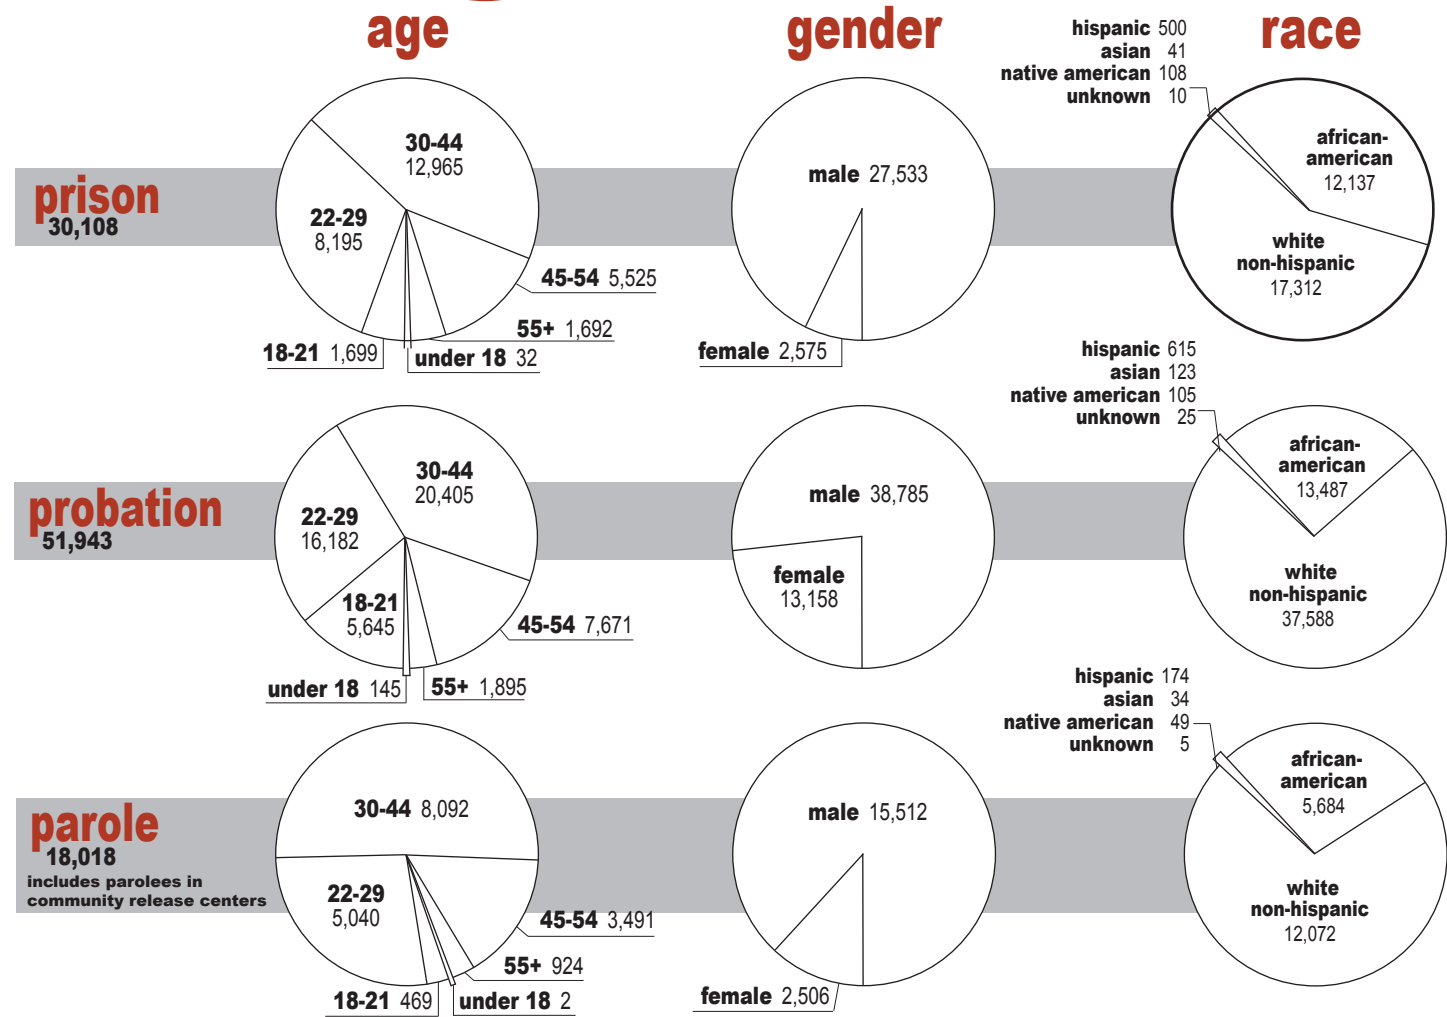 age
gender
race
hispanic 500
asian 41
native american 108
unknown 10
prison
30,108
30-44
12,965
22-29
8,195
45-54 5,525
55+ 1,692
18-21 1,699
under 18 32
male 27,533
female 2,575
african-
american
12,137
white
non-hispanic
17,312
hispanic 615
asian 123
native american 105
unknown 25
probation
51,943
30-44
20,405
22-29
16,182
18-21
5,645
45-54 7,671
under 18 145
55+ 1,895
male 38,785
female
13,158
african-
american
13,487
white
non-hispanic
37,588
hispanic 174
asian 34
native american 49
unknown 5
parole
18,018
includes parolees in
community release centers
30-44 8,092
22-29
5,040
45-54 3,491
55+ 924
18-21 469
under 18 2
male 15,512
female 2,506
african-
american
5,684
white
non-hispanic
12,072